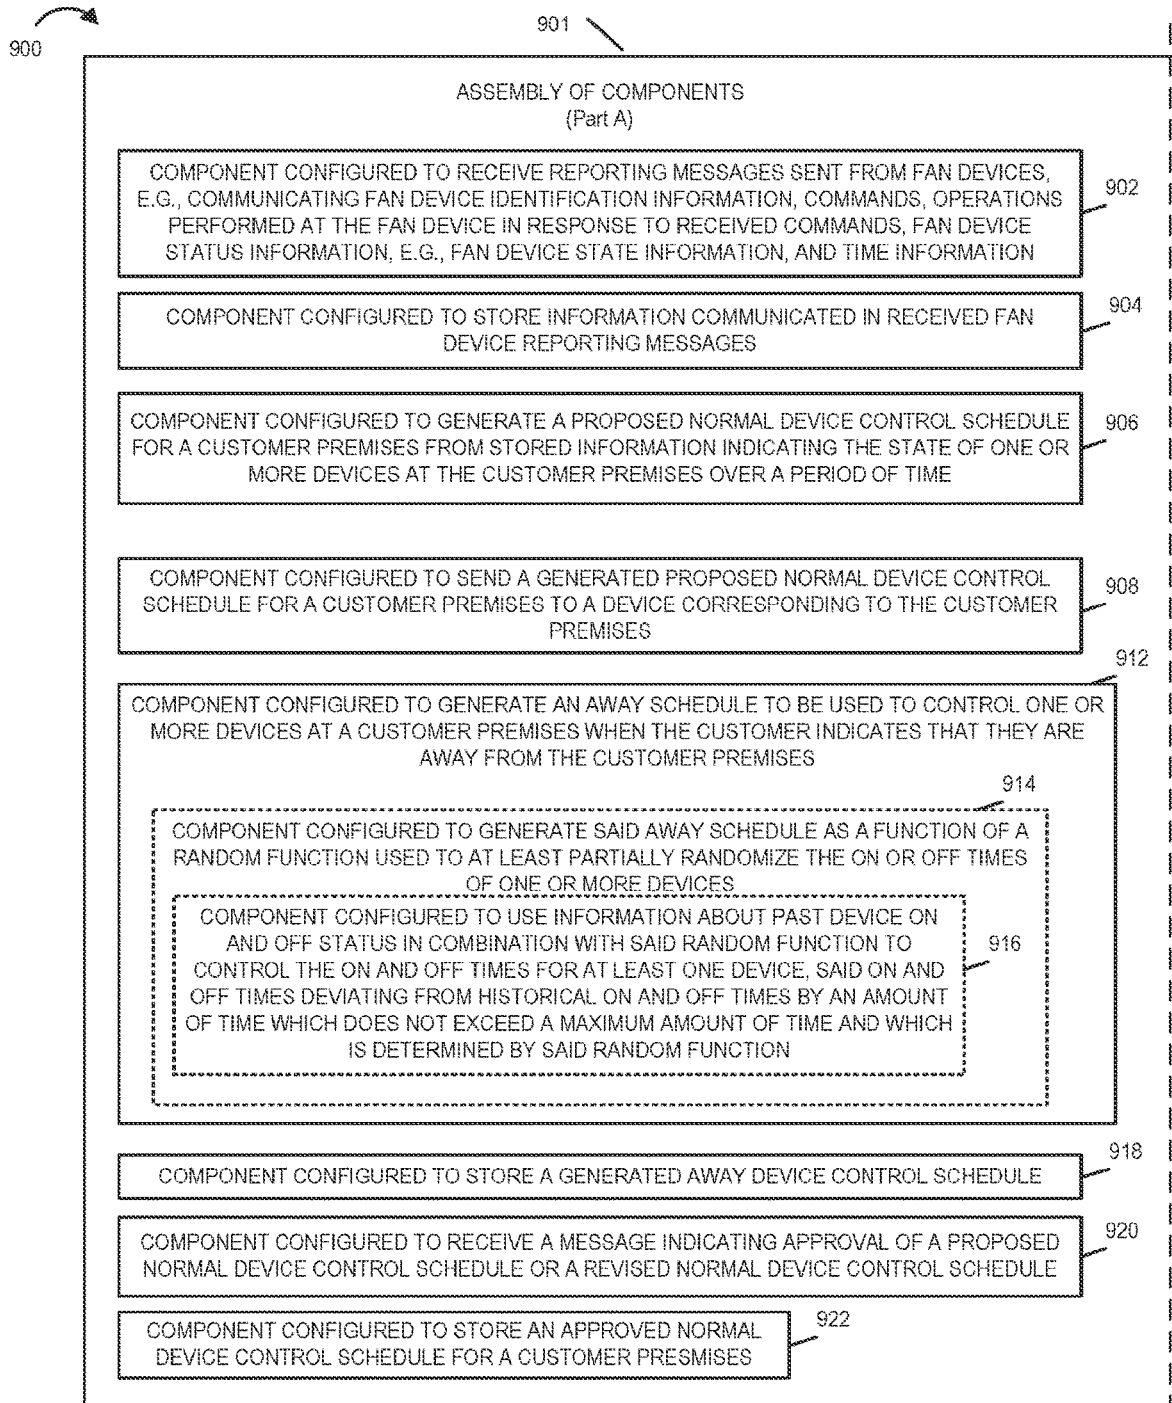 900
901
ASSEMBLY OF COMPONENTS
(Part A)
COMPONENT CONFIGURED TO RECEIVE REPORTING MESSAGES SENT FROM FAN DEVICES,
E.G., COMMUNICATING FAN DEVICE IDENTIFICATION INFORMATION, COMMANDS, OPERATIONS
PERFORMED AT THE FAN DEVICE IN RESPONSE TO RECEIVED COMMANDS, FAN DEVICE
STATUS INFORMATION, E.G., FAN DEVICE STATE INFORMATION, AND TIME INFORMATION
902
COMPONENT CONFIGURED TO STORE INFORMATION COMMUNICATED IN RECEIVED FAN
DEVICE REPORTING MESSAGES
904
COMPONENT CONFIGURED TO GENERATE A PROPOSED NORMAL DEVICE CONTROL SCHEDULE
FOR A CUSTOMER PREMISES FROM STORED INFORMATION INDICATING THE STATE OF ONE OR
MORE DEVICES AT THE CUSTOMER PREMISES OVER A PERIOD OF TIME
906
COMPONENT CONFIGURED TO SEND A GENERATED PROPOSED NORMAL DEVICE CONTROL
SCHEDULE FOR A CUSTOMER PREMISES TO A DEVICE CORRESPONDING TO THE CUSTOMER
PREMISES
908
912
COMPONENT CONFIGURED TO GENERATE AN AWAY SCHEDULE TO BE USED TO CONTROL ONE OR
MORE DEVICES AT A CUSTOMER PREMISES WHEN THE CUSTOMER INDICATES THAT THEY ARE
AWAY FROM THE CUSTOMER PREMISES
914
COMPONENT CONFIGURED TO GENERATE SAID AWAY SCHEDULE AS A FUNCTION OF A
RANDOM FUNCTION USED TO AT LEAST PARTIALLY RANDOMIZE THE ON OR OFF TIMES
OF ONE OR MORE DEVICES
COMPONENT CONFIGURED TO USE INFORMATION ABOUT PAST DEVICE ON
AND OFF STATUS IN COMBINATION WITH SAID RANDOM FUNCTION TO
CONTROL THE ON AND OFF TIMES FOR AT LEAST ONE DEVICE, SAID ON AND
OFF TIMES DEVIATING FROM HISTORICAL ON AND OFF TIMES BY AN AMOUNT
OF TIME WHICH DOES NOT EXCEED A MAXIMUM AMOUNT OF TIME AND WHICH
IS DETERMINED BY SAID RANDOM FUNCTION
916
COMPONENT CONFIGURED TO STORE A GENERATED AWAY DEVICE CONTROL SCHEDULE
918
COMPONENT CONFIGURED TO RECEIVE A MESSAGE INDICATING APPROVAL OF A PROPOSED
NORMAL DEVICE CONTROL SCHEDULE OR A REVISED NORMAL DEVICE CONTROL SCHEDULE
920
COMPONENT CONFIGURED TO STORE AN APPROVED NORMAL
DEVICE CONTROL SCHEDULE FOR A CUSTOMER PRESMISES
922